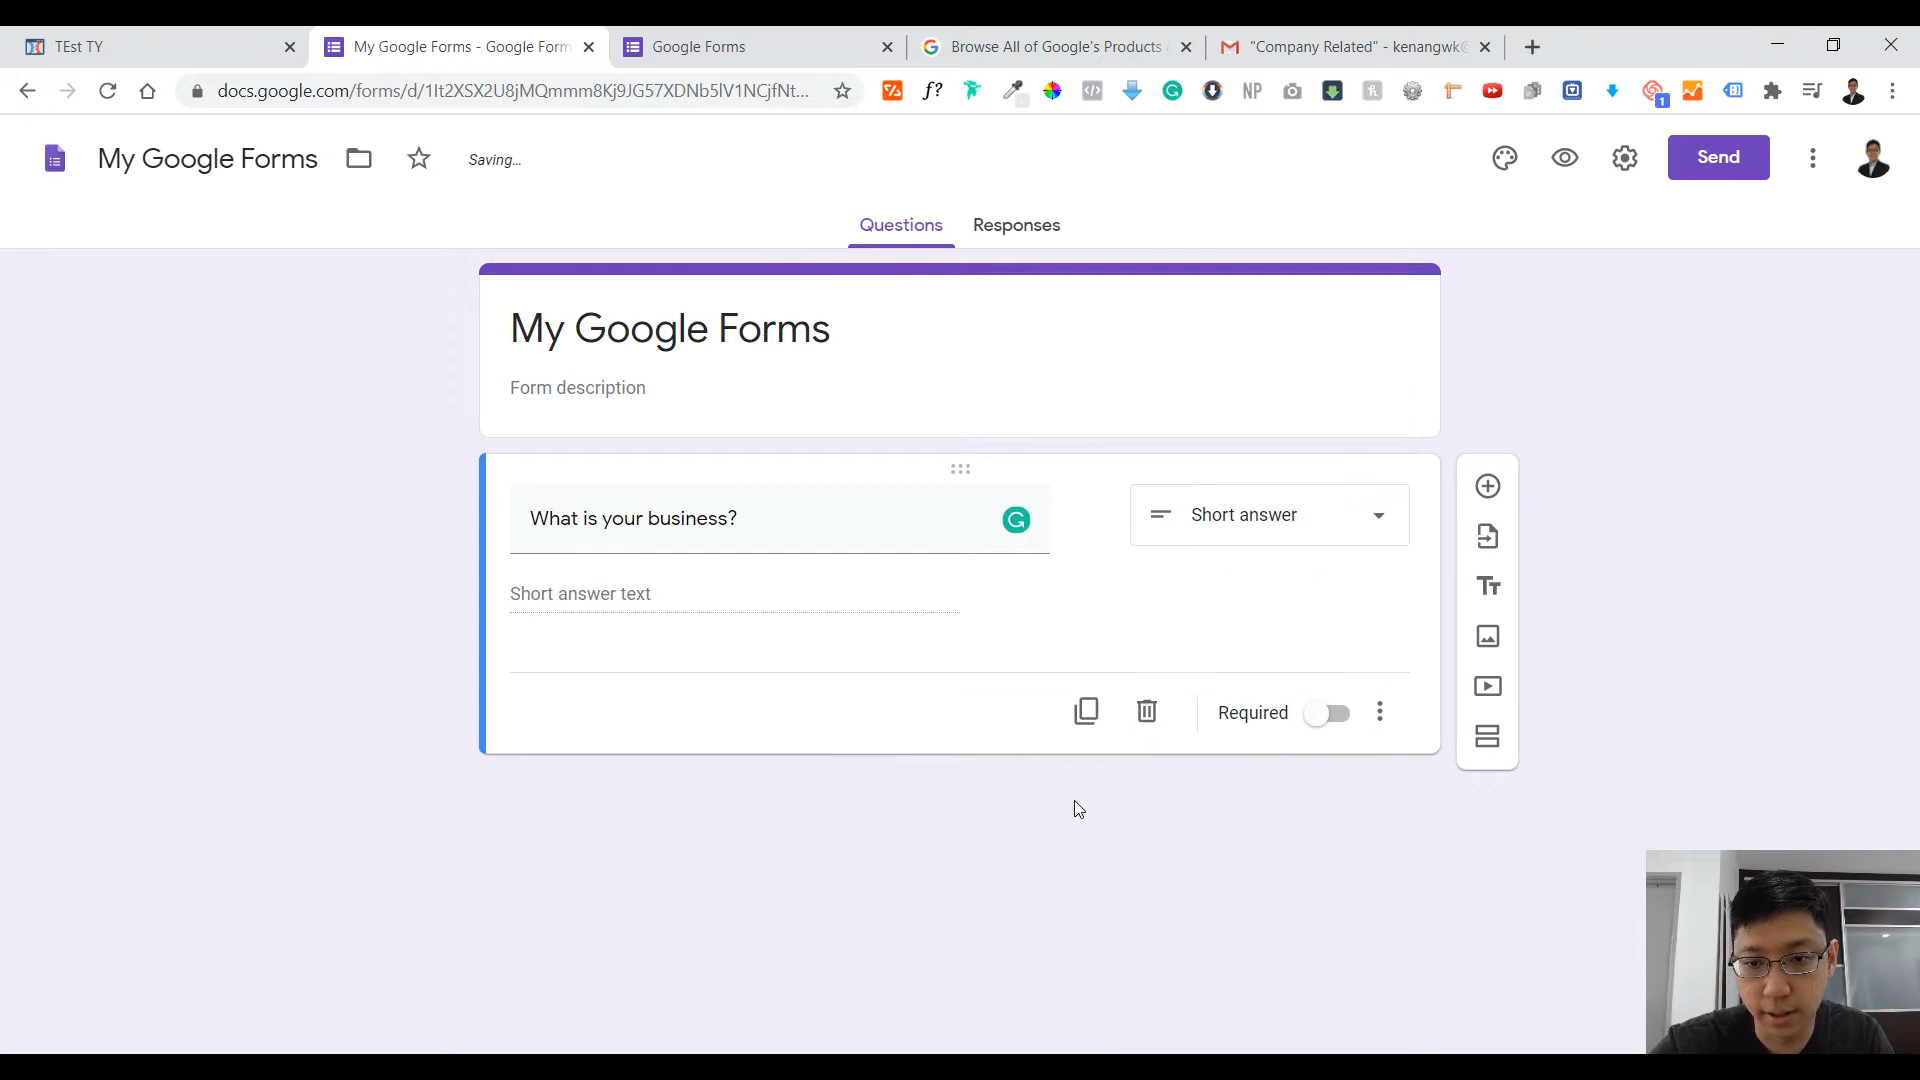 TEst TY
My Google Forms - Google Form
Google Forms
Browse All of Google's Products
"Company Related" - kenangwk@
docs.google.com/forms/d/1It2XSX2U8jMQmmm8Kj9JG57XDNb5lV1NCjfNt...
f?
NP
1
My Google Forms
Saving...
Send
Questions
Responses
My Google Forms
Form description
What is your business?
Short answer
Short answer text
Required